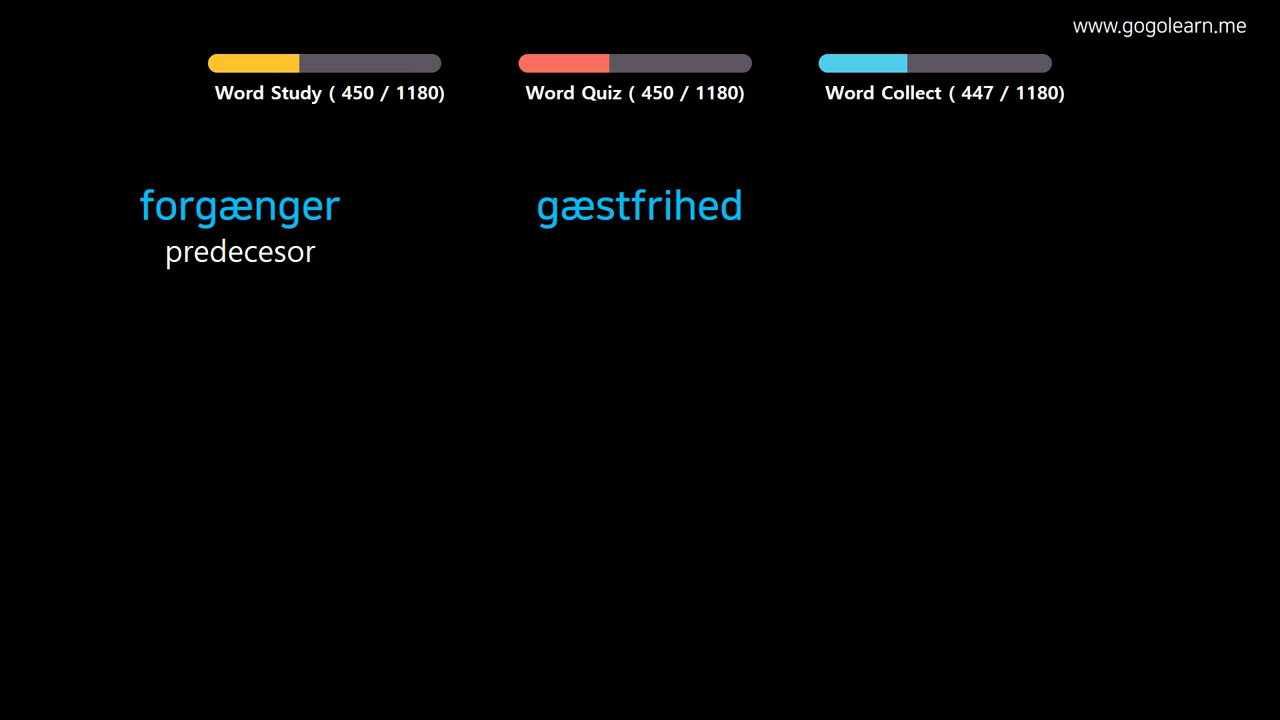 www.gogolearn.me
Word Study ( 450 / 1180)
Word Quiz ( 450 / 1180)
Word Collect ( 447 / 1180)
forgænger
gæstfrihed
predecesor